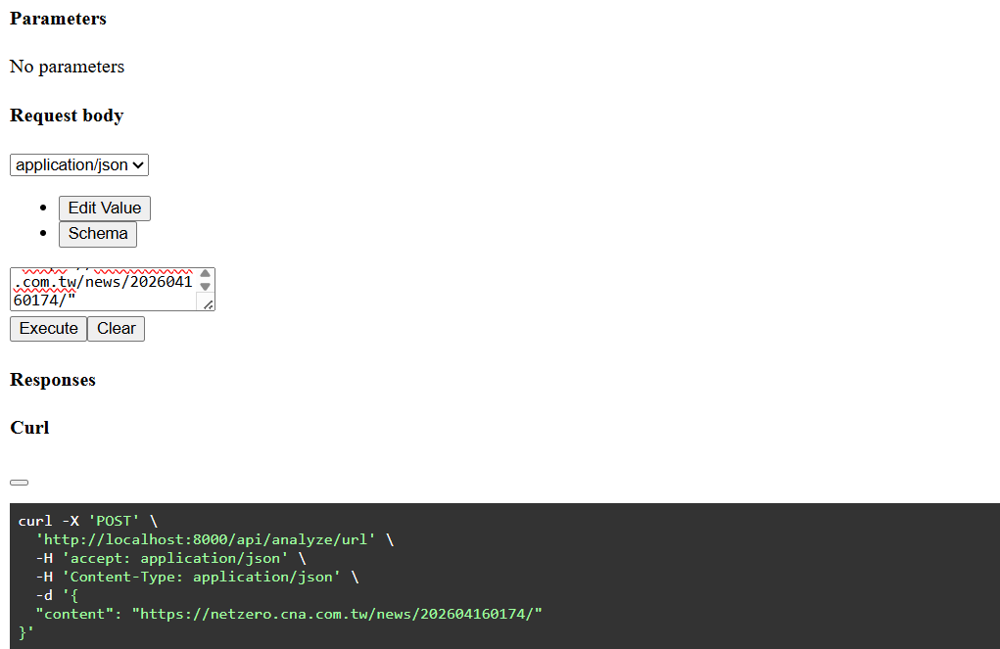 Parameters
No parameters
Request body
application/json
Edit Value
Schema
.com.tw/news/2026041
60174/"
Execute
Clear
Responses
Curl
curl -X 'POST' \
  'http://localhost:8000/api/analyze/url' \
  -H 'accept: application/json' \
  -H 'Content-Type: application/json' \
  -d '{
  "content": "https://netzero.cna.com.tw/news/202604160174/"
}'